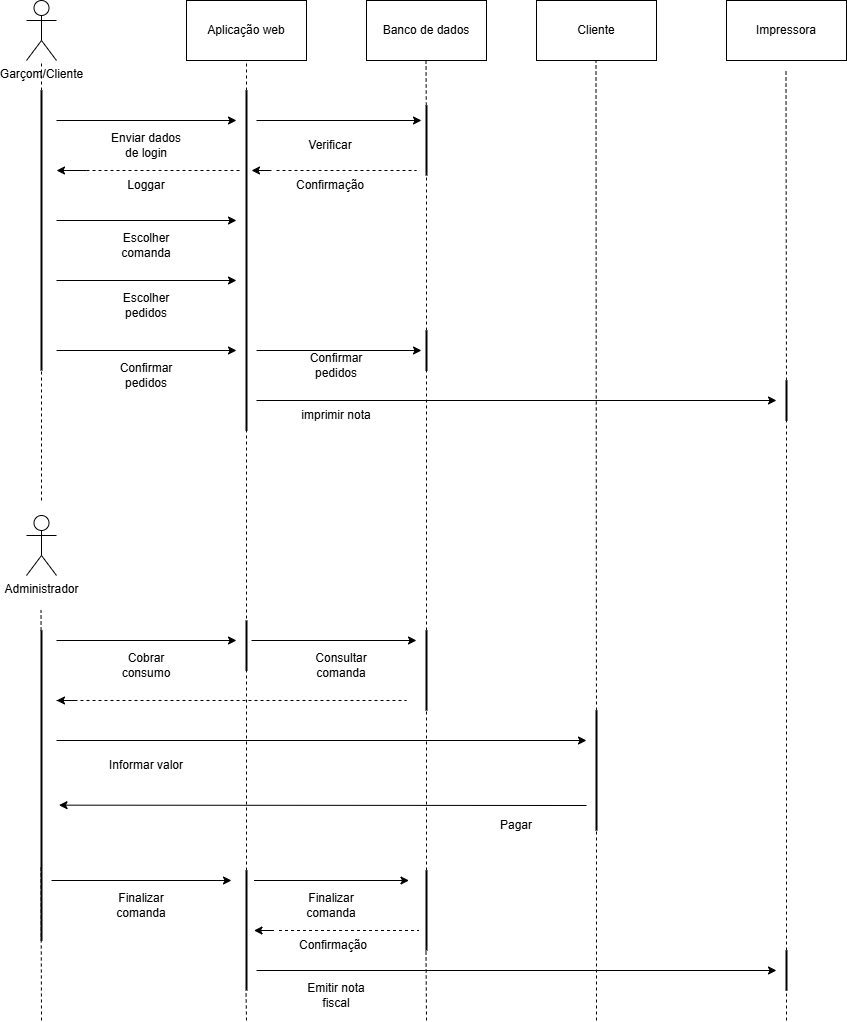 Garçom/Cliente
Aplicação web
Banco de dados
Cliente
Impressora
Enviar dados
de login
Verificar
Loggar
Confirmação
Escolher
comanda
Escolher
pedidos
Confirmar
pedidos
Confirmar
pedidos
imprimir nota
Administrador
Cobrar
consumo
Consultar
comanda
Informar valor
Pagar
Finalizar
comanda
Finalizar
comanda
Confirmação
Emitir nota
fiscal